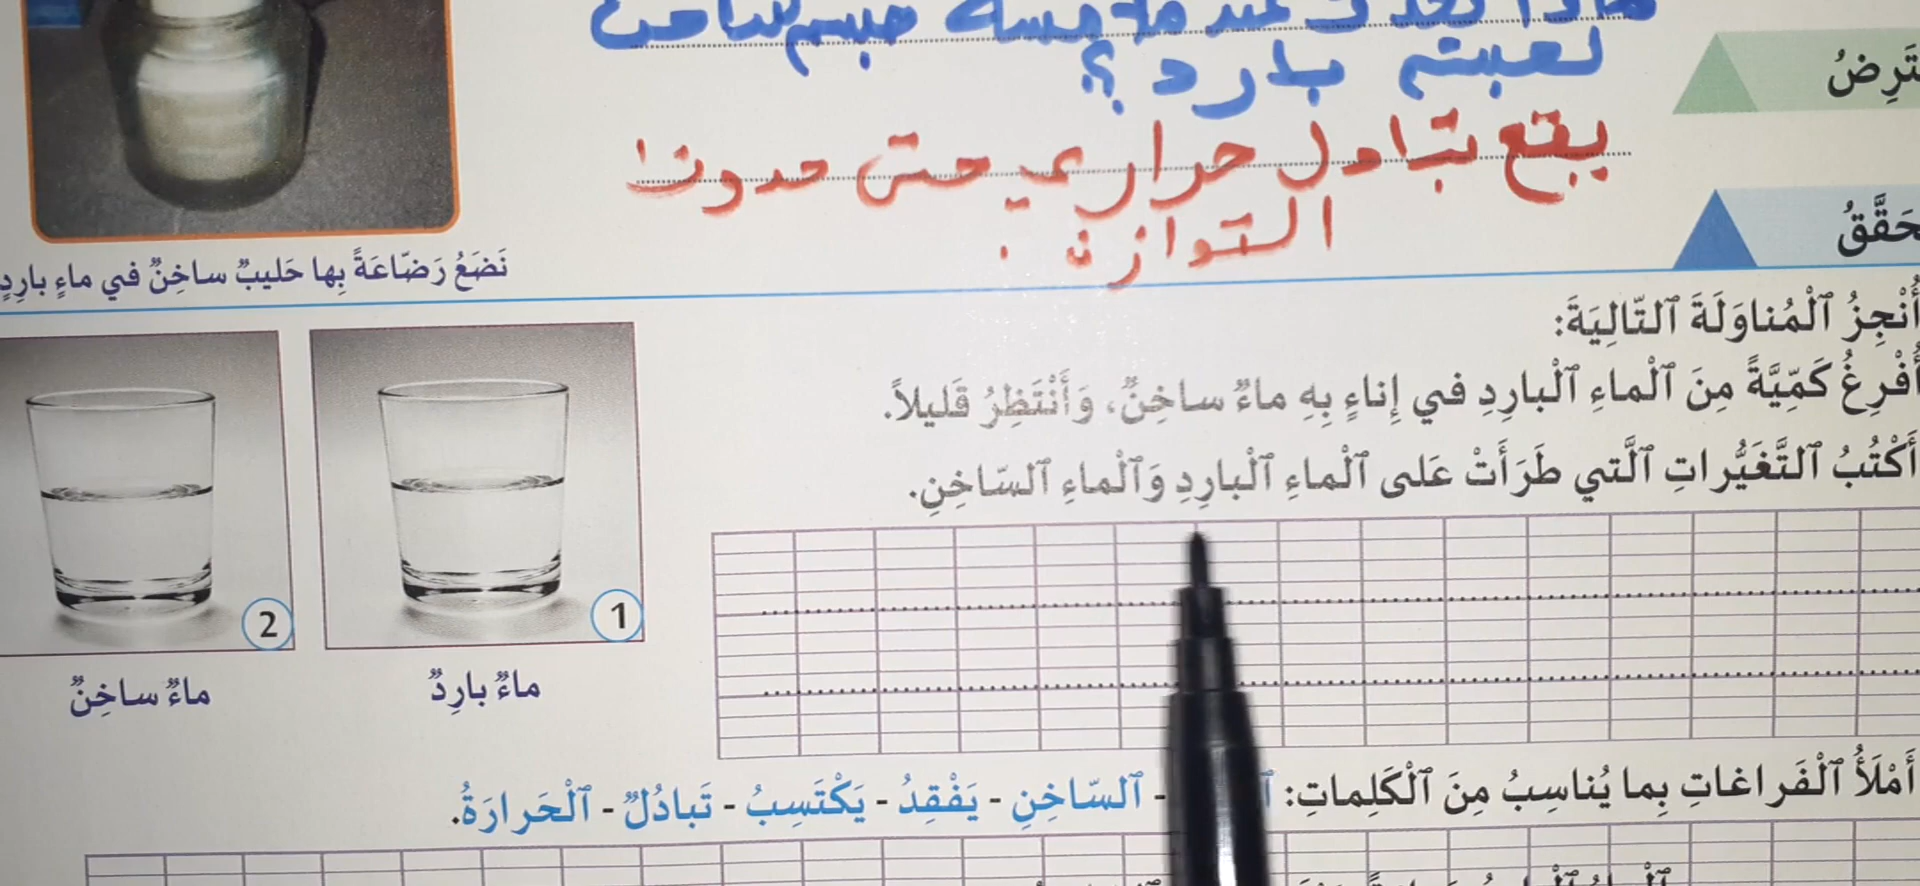 لعبتم بارد؟
ـتَرِضُ
يقع تبادل حراري حتى حدوث
التوازن.
ـحَقَّقُ
نَضَعُ رَضّاعَةً بِها حَليبٌ ساخِنٌ في ماءٍ بارِدٍ
أُنْجِزُ ٱلْمُناوَلَةَ ٱلتّالِيَةَ:
أُفْرِغُ كَمِّيَّةً مِنَ ٱلْماءِ ٱلْبارِدِ في إِناءٍ بِهِ ماءٌ ساخِنٌ، وَأَنْتَظِرُ قَليلاً.
أَكْتُبُ ٱلتَّغَيُّراتِ ٱلَّتي طَرَأَتْ عَلى ٱلْماءِ ٱلْبارِدِ وَٱلْماءِ ٱلسّاخِنِ.
1
2
ماءٌ بارِدٌ
ماءٌ ساخِنٌ
أَمْلَأُ ٱلْفَراغاتِ بِما يُناسِبُ مِنَ ٱلْكَلِماتِ: - ٱلسّاخِنِ - يَفْقِدُ - يَكْتَسِبُ - تَبادُلٌ - ٱلْحَرارَةُ.